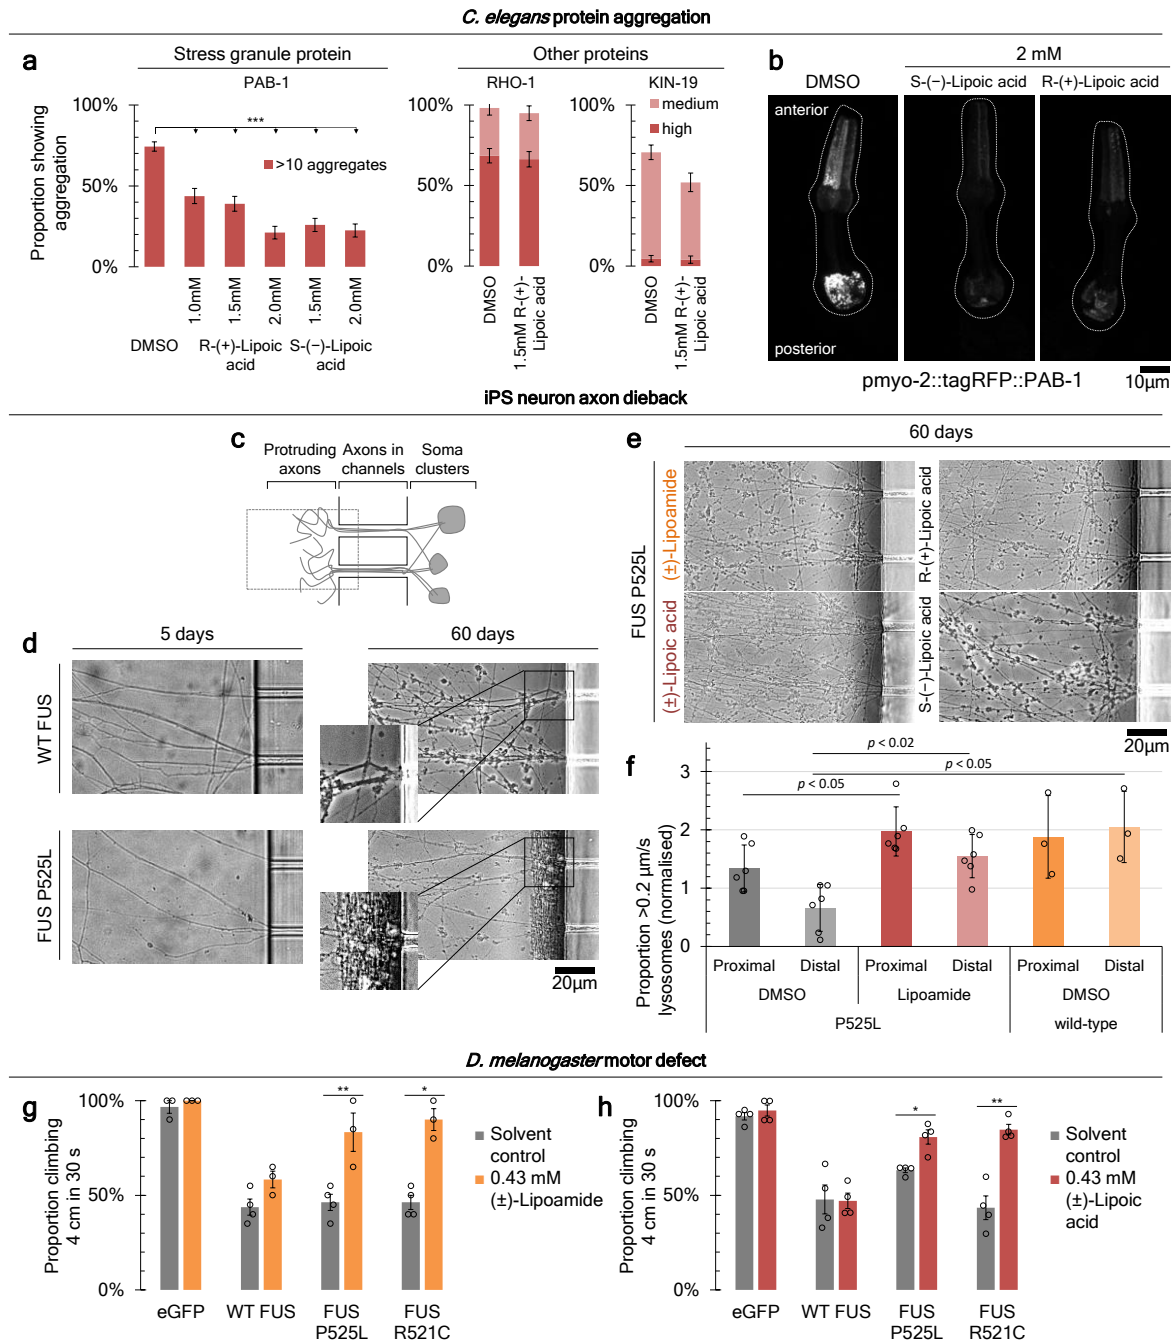 C. elegans protein aggregation
a
Stress granule protein
Other proteins
PAB-1
RHO-1
KIN-19
Proportion showing
aggregation
100%
50%
0%
***
>10 aggregates
DMSO
1.0mM
1.5mM
2.0mM
1.5mM
2.0mM
R-(+)-Lipoic
acid
S-(−)-Lipoic
acid
100%
50%
0%
DMSO
1.5mM R-(+)-
Lipoic acid
100%
50%
0%
medium
high
DMSO
1.5mM R-(+)-
Lipoic acid
b
2 mM
DMSO
S-(−)-Lipoic acid
R-(+)-Lipoic acid
anterior
posterior
pmyo-2::tagRFP::PAB-1
10µm
iPS neuron axon dieback
c
Protruding
axons
Axons in
channels
Soma
clusters
d
5 days
60 days
WT FUS
FUS P525L
20µm
e
60 days
FUS P525L
(±)-Lipoamide
(±)-Lipoic acid
R-(+)-Lipoic acid
S-(−)-Lipoic acid
20µm
f
Proportion >0.2 µm/s
lysosomes (normalised)
3
2
1
0
p < 0.02
p < 0.05
p < 0.05
Proximal
Distal
Proximal
Distal
Proximal
Distal
DMSO
Lipoamide
DMSO
P525L
wild-type
D. melanogaster motor defect
g
Proportion climbing
4 cm in 30 s
100%
50%
0%
**
*
Solvent
control
0.43 mM
(±)-Lipoamide
eGFP
WT FUS
FUS
P525L
FUS
R521C
h
Proportion climbing
4 cm in 30 s
100%
50%
0%
*
**
Solvent
control
0.43 mM
(±)-Lipoic
acid
eGFP
WT FUS
FUS
P525L
FUS
R521C